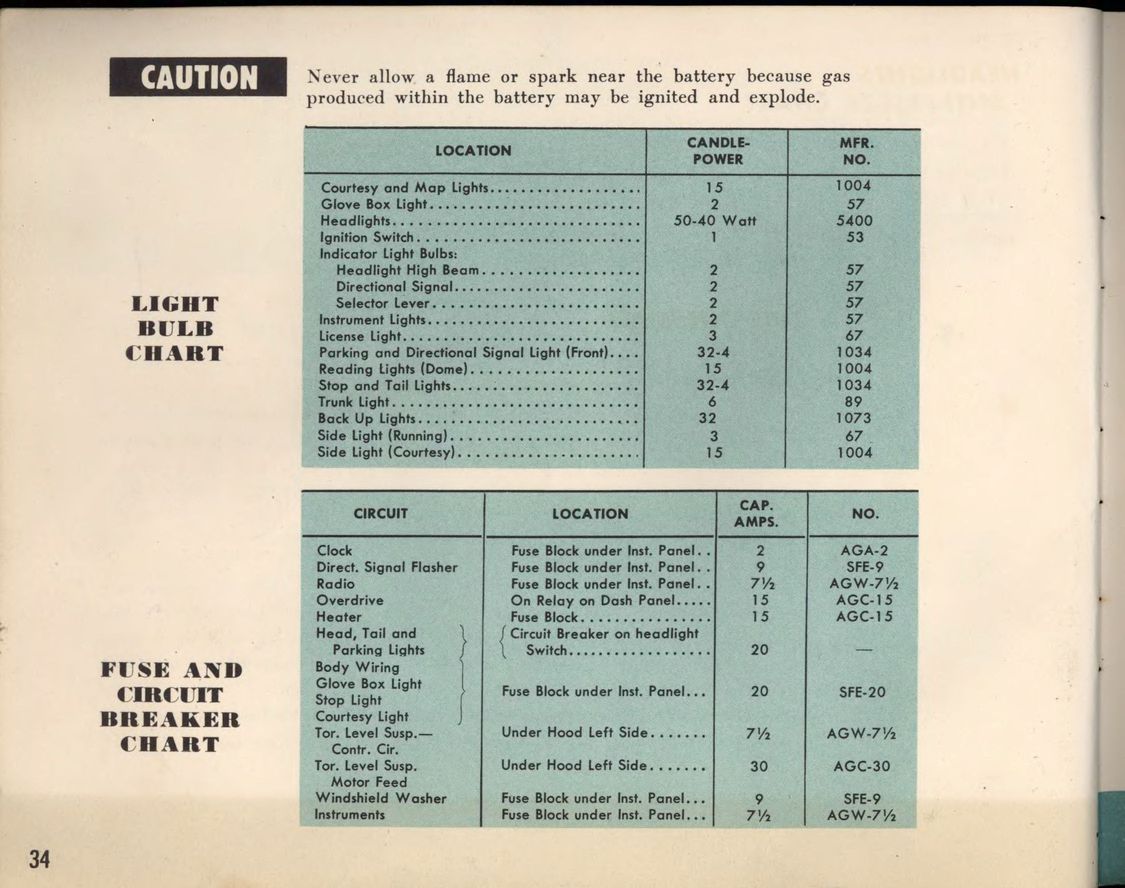 CAUTION
Never allow a flame or spark near the battery because gas
produced within the battery may be ignited and explode.
LIGHT
BULB
CHART
LOCATION CANDLE-POWER MFR. NO.
Courtesy and Map Lights................... 15 1004
Glove Box Light........................... 2 57
Headlights................................ 50-40 Watt 5400
Ignition Switch............................. 1 53
Indicator Light Bulbs:
Headlight High Beam.................... 2 57
Directional Signal........................ 2 57
Selector Lever........................... 2 57
Instrument Lights........................... 2 57
License Light.............................. 3 67
Parking and Directional Signal Light (Front).... 32-4 1034
Reading Lights (Dome)...................... 15 1004
Stop and Tail Lights........................ 32-4 1034
Trunk Light................................ 6 89
Back Up Lights............................ 32 1073
Side Light (Running)........................ 3 67
Side Light (Courtesy)....................... 15 1004
FUSE AND
CIRCUIT
BREAKER
CHART
CIRCUIT LOCATION CAP. AMPS. NO.
Clock Fuse Block under Inst. Panel.. 2 AGA-2
Direct. Signal Flasher Fuse Block under Inst. Panel.. 9 SFE-9
Radio Fuse Block under Inst. Panel.. 7½ AGW-7½
Overdrive On Relay on Dash Panel..... 15 AGC-15
Heater Fuse Block................ 15 AGC-15
Head, Tail and Circuit Breaker on headlight
Parking Lights Switch.................. 20 —
Body Wiring
Glove Box Light
Fuse Block under Inst. Panel... 20 SFE-20
Stop Light
Courtesy Light
Tor. Level Susp.— Under Hood Left Side....... 7½ AGW-7½
Contr. Cir.
Tor. Level Susp. Under Hood Left Side....... 30 AGC-30
Motor Feed
Windshield Washer Fuse Block under Inst. Panel... 9 SFE-9
Instruments Fuse Block under Inst. Panel... 7½ AGW-7½
34